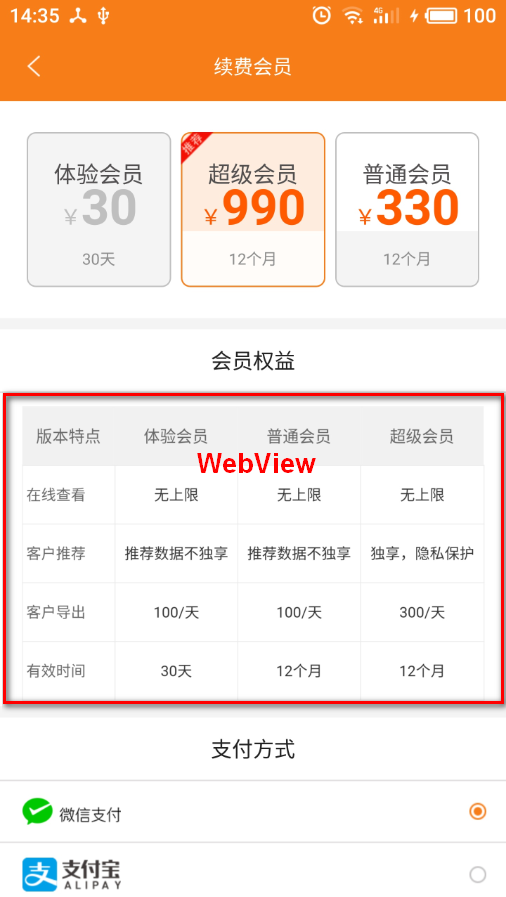 14:35 4G 100
续费会员
推荐
体验会员 超级会员 普通会员
¥30 ¥990 ¥330
30天 12个月 12个月
会员权益
版本特点 体验会员 普通会员 超级会员
WebView
在线查看 无上限 无上限 无上限
客户推荐 推荐数据不独享 推荐数据不独享 独享，隐私保护
客户导出 100/天 100/天 300/天
有效时间 30天 12个月 12个月
支付方式
微信支付
支 支付宝
ALIPAY